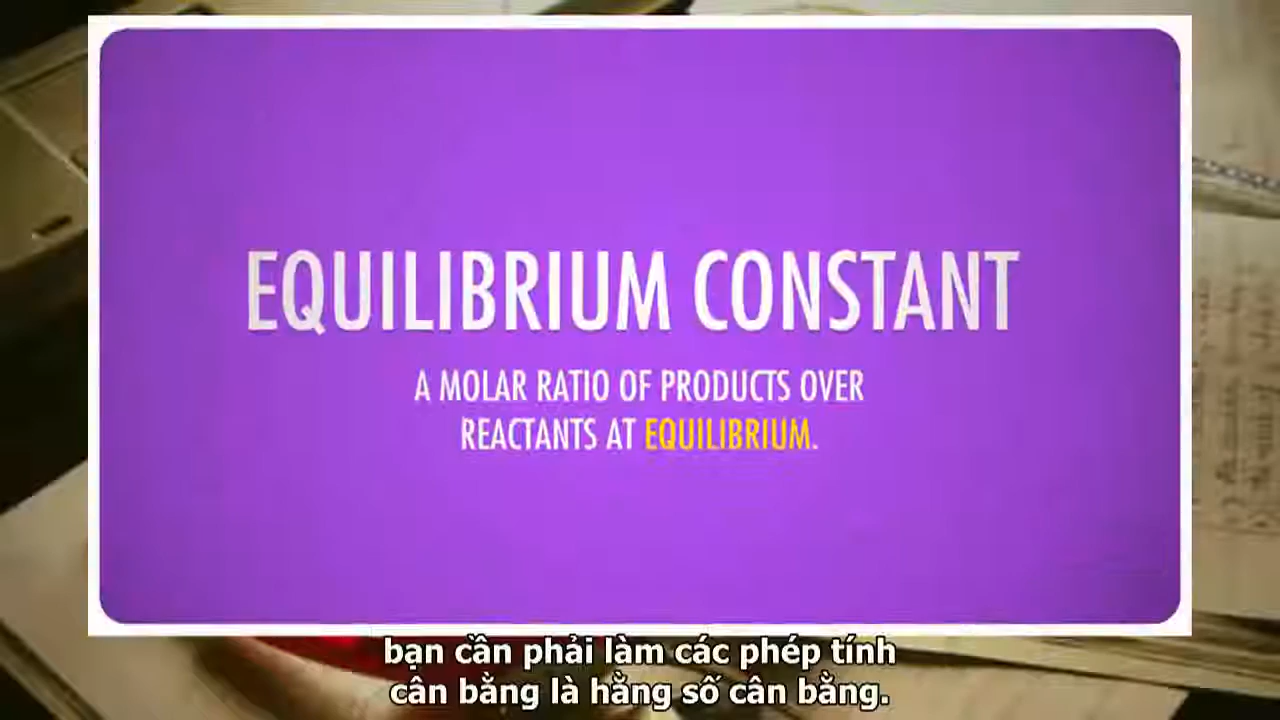 EQUILIBRIUM CONSTANT
A MOLAR RATIO OF PRODUCTS OVER
REACTANTS AT EQUILIBRIUM.
bạn cần phải làm các phép tính
cân bằng là hằng số cân bằng.